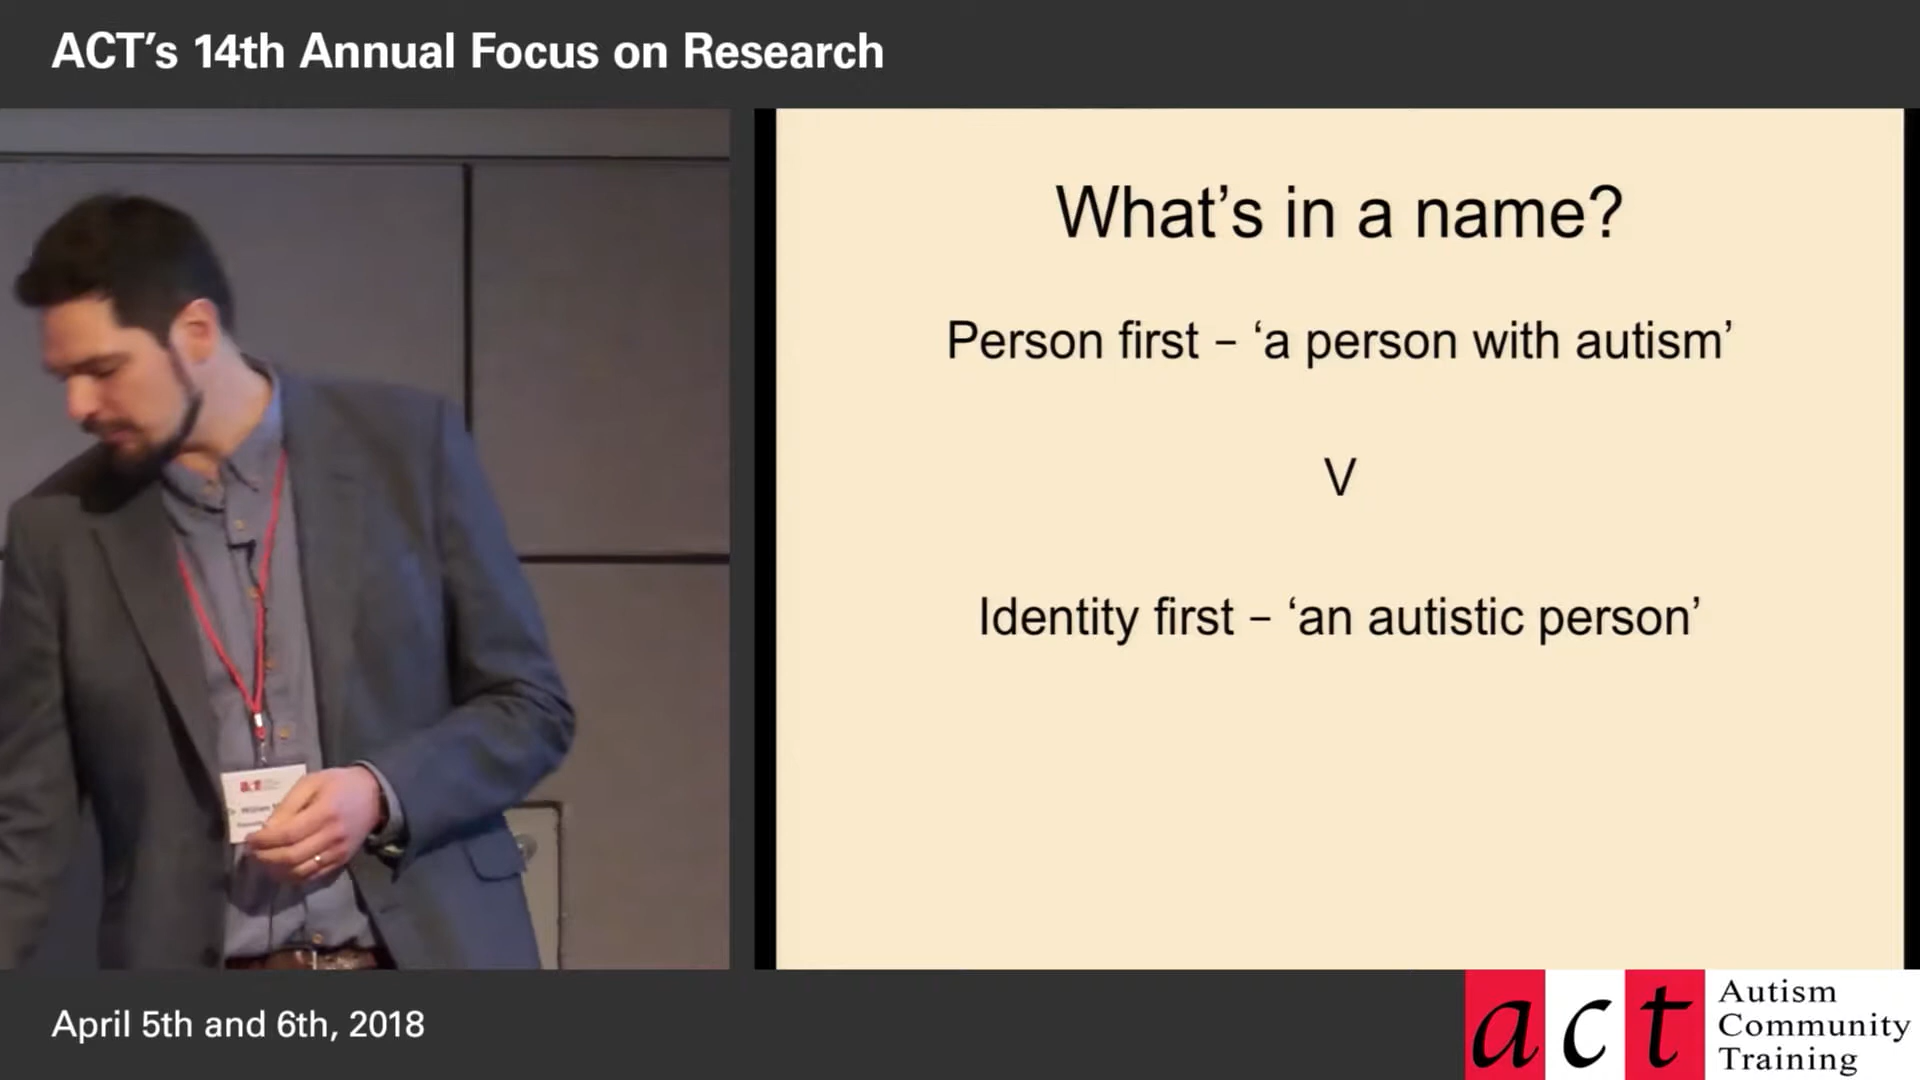 ACT’s 14th Annual Focus on Research
What’s in a name?
Person first – ‘a person with autism’
V
Identity first – ‘an autistic person’
April 5th and 6th, 2018
act
Autism
Community
Training